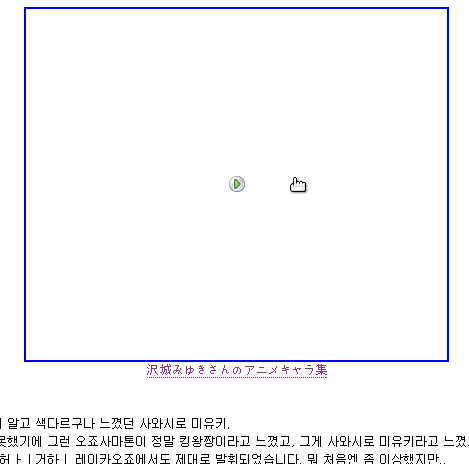 沢城みゆきさんのアニメキャラ集
알고 색다르구나 느꼈던 사와시로 미유키.
못했기에 그런 오죠사마톤이 정말 킹왕짱이라고 느꼈고, 그게 사와시로 미유키라고 느꼈
레이카오죠에서도 제대로 발휘되었습니다. 뭐 처음엔 좀 이상했지만..